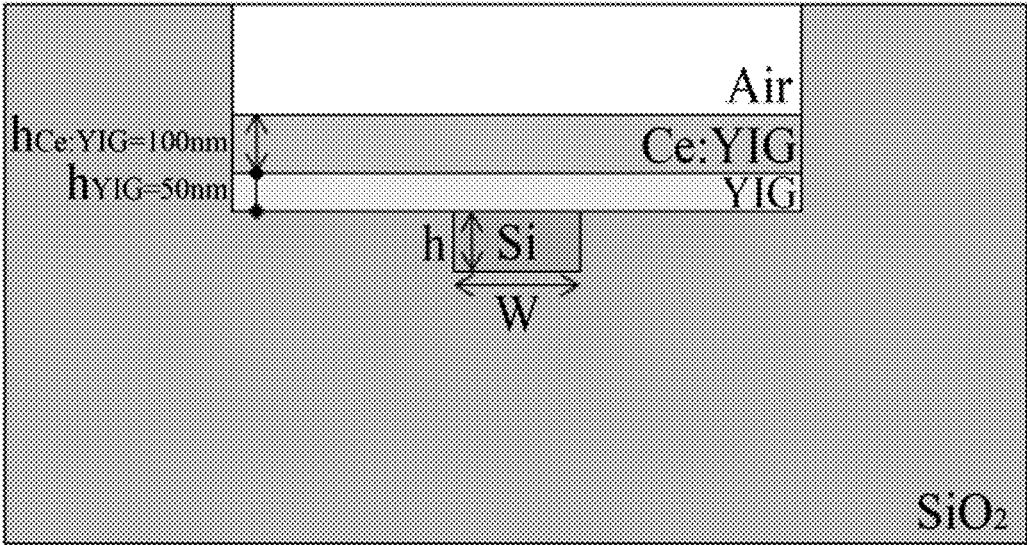 Air
hCe:YIG=100nm
Ce:YIG
hYIG=50nm
YIG
h
Si
W
SiO2